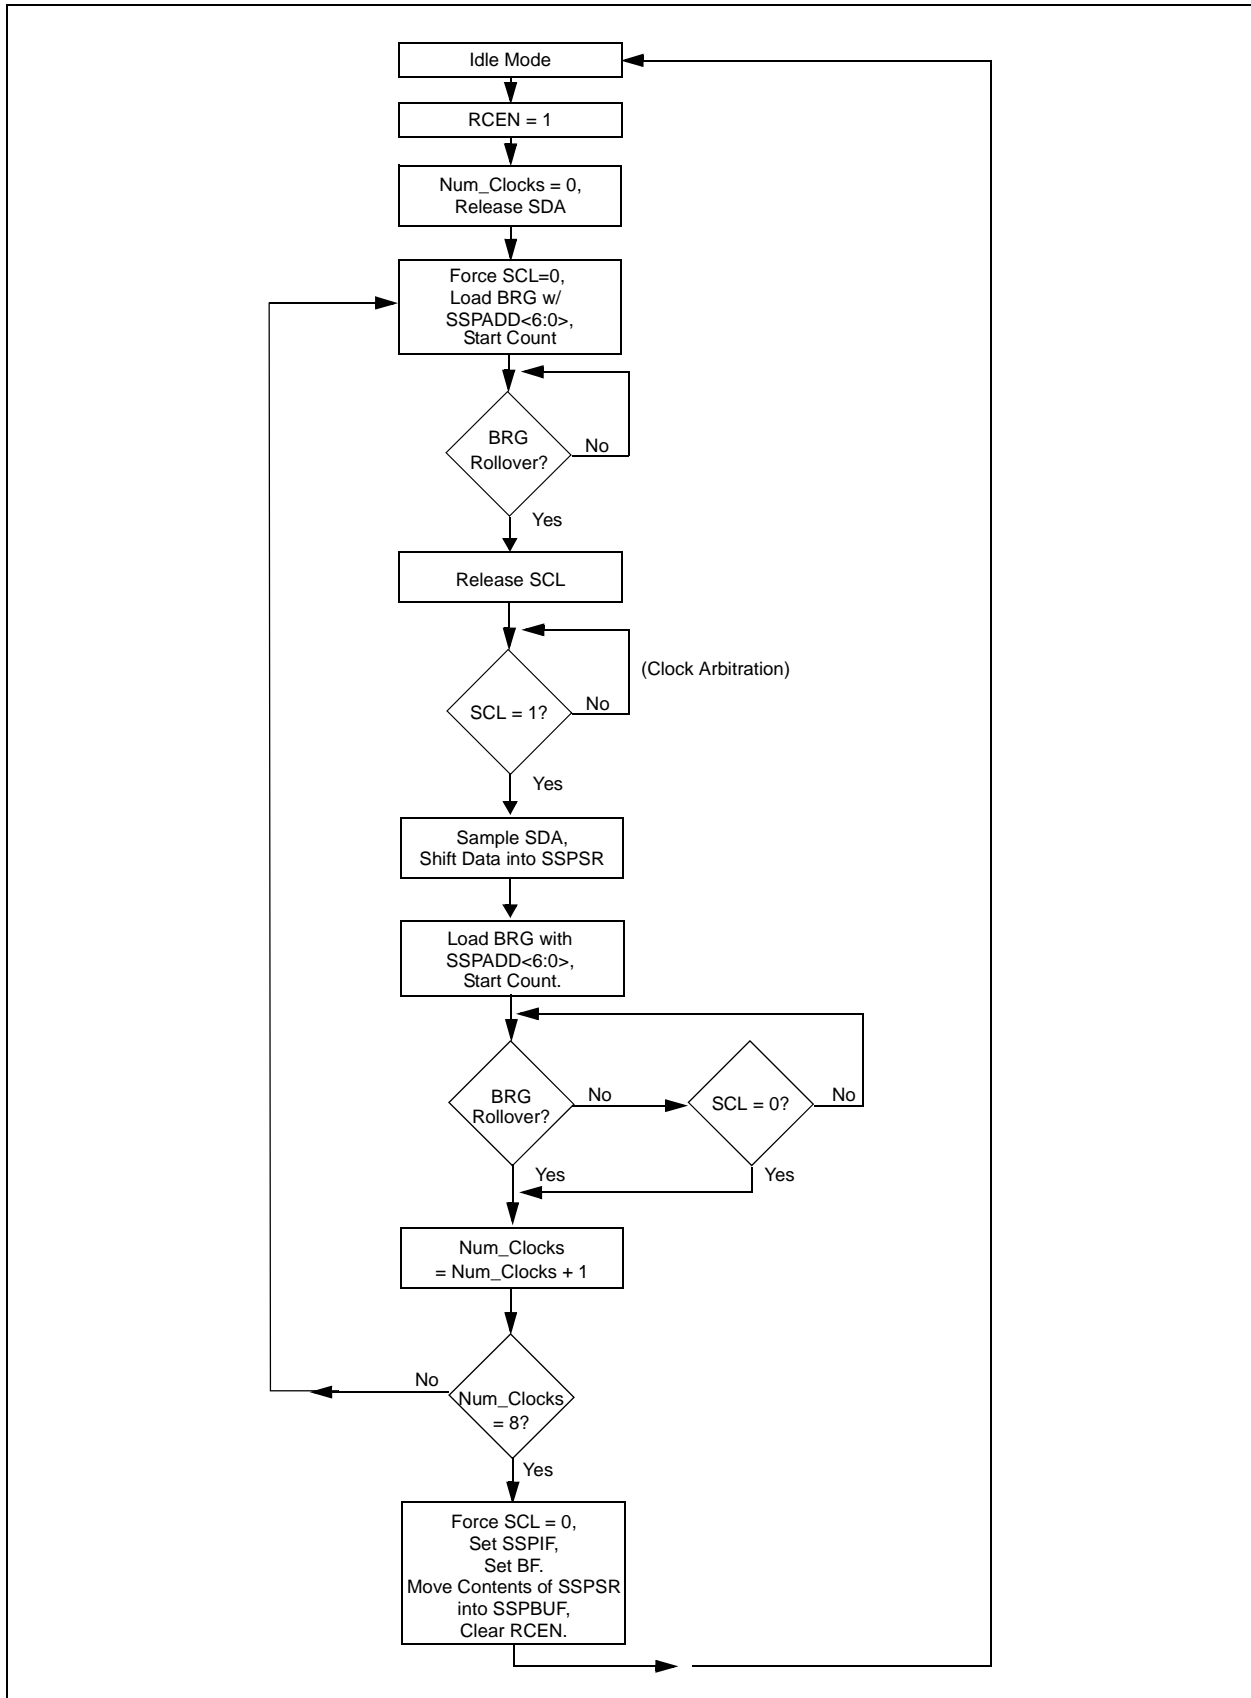 Idle Mode
RCEN = 1
Num_Clocks = 0,
Release SDA
Force SCL=0,
Load BRG w/
SSPADD<6:0>,
Start Count
BRG
Rollover?
No
Yes
Release SCL
(Clock Arbitration)
SCL = 1?
No
Yes
Sample SDA,
Shift Data into SSPSR
Load BRG with
SSPADD<6:0>,
Start Count.
BRG
Rollover?
No
SCL = 0?
No
Yes
Yes
Num_Clocks
= Num_Clocks + 1
No
Num_Clocks
= 8?
Yes
Force SCL = 0,
Set SSPIF,
Set BF.
Move Contents of SSPSR
into SSPBUF,
Clear RCEN.